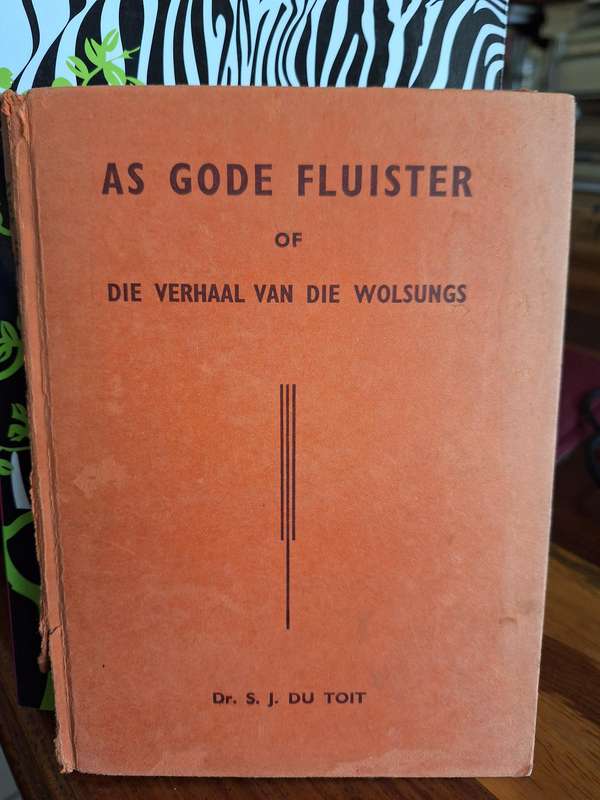 AS GODE FLUISTER
OF
DIE VERHAAL VAN DIE WOLSUNGS
Dr. S. J. DU TOIT